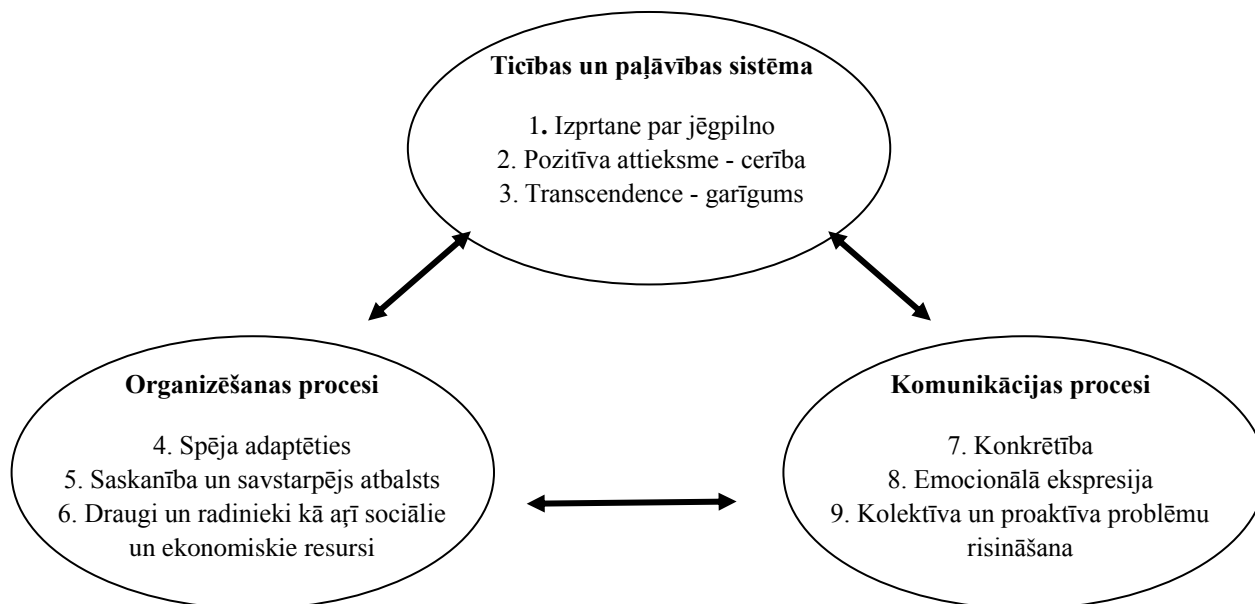 Ticības un paļāvības sistēma
1. Izprtane par jēgpilno
2. Pozitīva attieksme - cerība
3. Transcendence - garīgums
Organizēšanas procesi
4. Spēja adaptēties
5. Saskanība un savstarpējs atbalsts
6. Draugi un radinieki kā aŗī sociālie
un ekonomiskie resursi
Komunikācijas procesi
7. Konkrētība
8. Emocionālā ekspresija
9. Kolektīva un proaktīva problēmu
risināšana